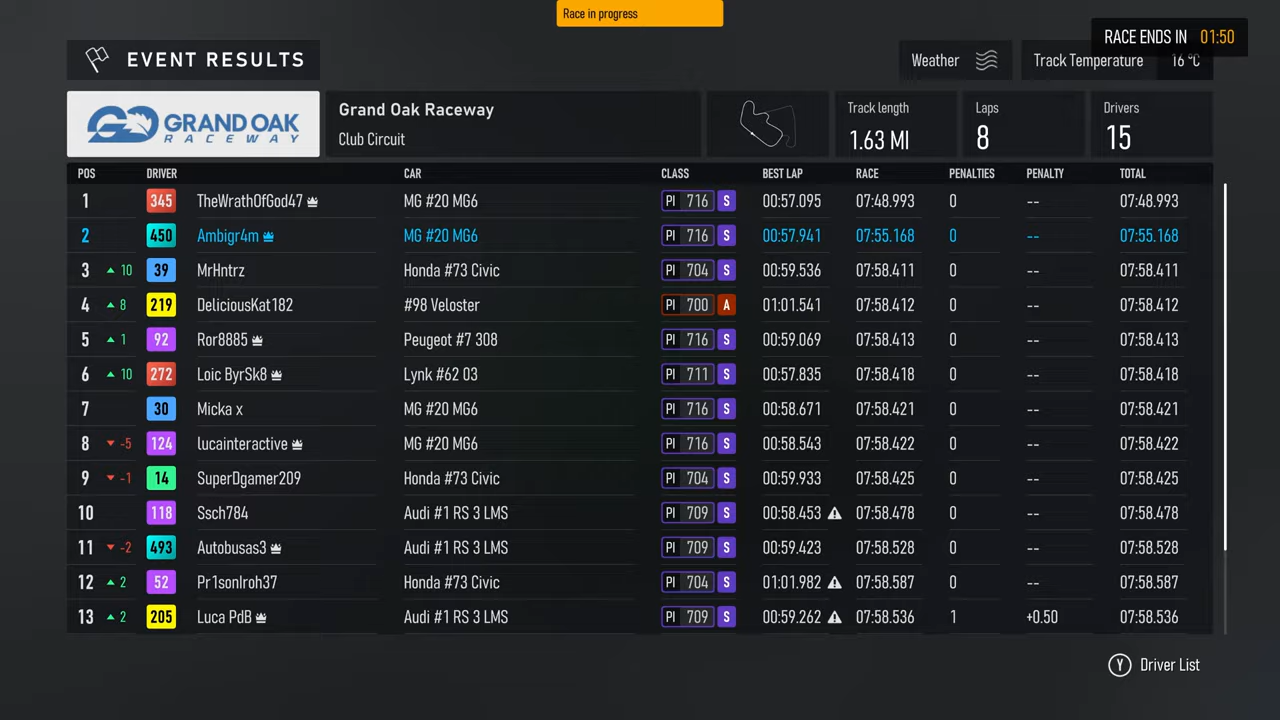 Race in progress
RACE ENDS IN 01:50
EVENT RESULTS
Weather
Track Temperature 16 °C
GRAND OAK
RACEWAY
Grand Oak Raceway
Club Circuit
Track length
1.63 MI
Laps
8
Drivers
15
POS DRIVER CAR CLASS BEST LAP RACE PENALTIES PENALTY TOTAL
1 345 TheWrathOfGod47 MG #20 MG6 PI 716 S 00:57.095 07:48.993 0 -- 07:48.993
2 450 Ambigr4m MG #20 MG6 PI 716 S 00:57.941 07:55.168 0 -- 07:55.168
3 10 39 MrHntrz Honda #73 Civic PI 704 S 00:59.536 07:58.411 0 -- 07:58.411
4 8 219 DeliciousKat182 #98 Veloster PI 700 A 01:01.541 07:58.412 0 -- 07:58.412
5 1 92 Ror8885 Peugeot #7 308 PI 716 S 00:59.069 07:58.413 0 -- 07:58.413
6 10 272 Loic ByrSk8 Lynk #62 03 PI 711 S 00:57.835 07:58.418 0 -- 07:58.418
7 30 Micka x MG #20 MG6 PI 716 S 00:58.671 07:58.421 0 -- 07:58.421
8 -5 124 lucainteractive MG #20 MG6 PI 716 S 00:58.543 07:58.422 0 -- 07:58.422
9 -1 14 SuperDgamer209 Honda #73 Civic PI 704 S 00:59.933 07:58.425 0 -- 07:58.425
10 118 Ssch784 Audi #1 RS 3 LMS PI 709 S 00:58.453 07:58.478 0 -- 07:58.478
11 -2 493 Autobusas3 Audi #1 RS 3 LMS PI 709 S 00:59.423 07:58.528 0 -- 07:58.528
12 2 52 Pr1sonIroh37 Honda #73 Civic PI 704 S 01:01.982 07:58.587 0 -- 07:58.587
13 2 205 Luca PdB Audi #1 RS 3 LMS PI 709 S 00:59.262 07:58.536 1 +0.50 07:58.536
Y Driver List